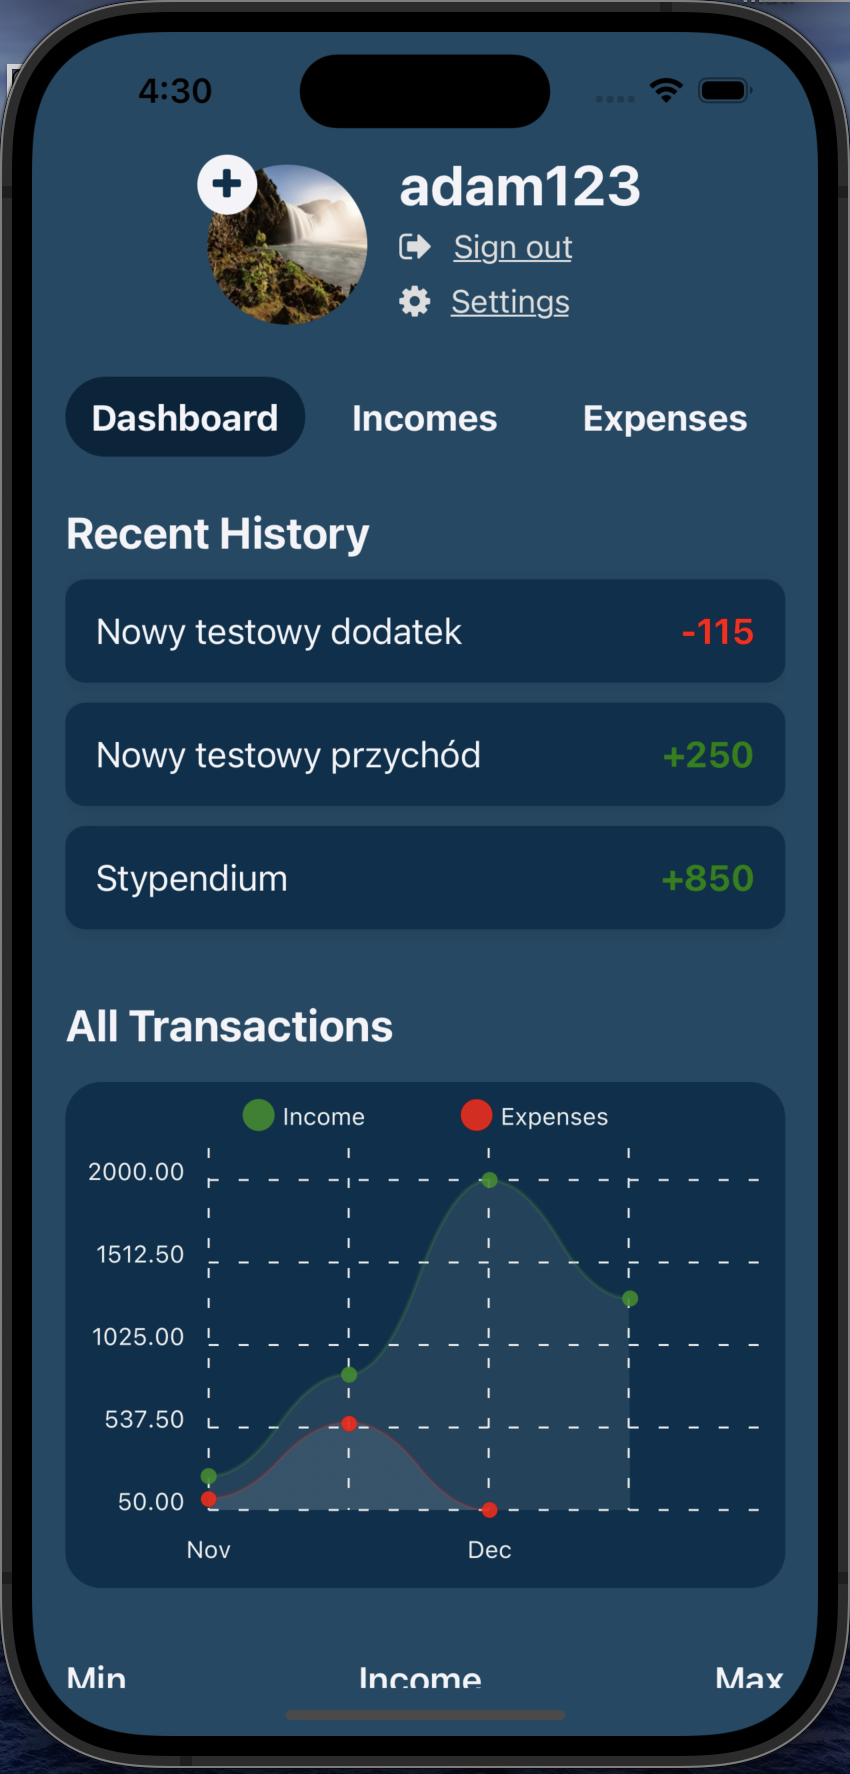 4:30
adam123
Sign out
Settings
Dashboard Incomes Expenses
Recent History
Nowy testowy dodatek -115
Nowy testowy przychód +250
Stypendium +850
All Transactions
Income Expenses
2000.00
1512.50
1025.00
537.50
50.00
Nov Dec
Min Income Max